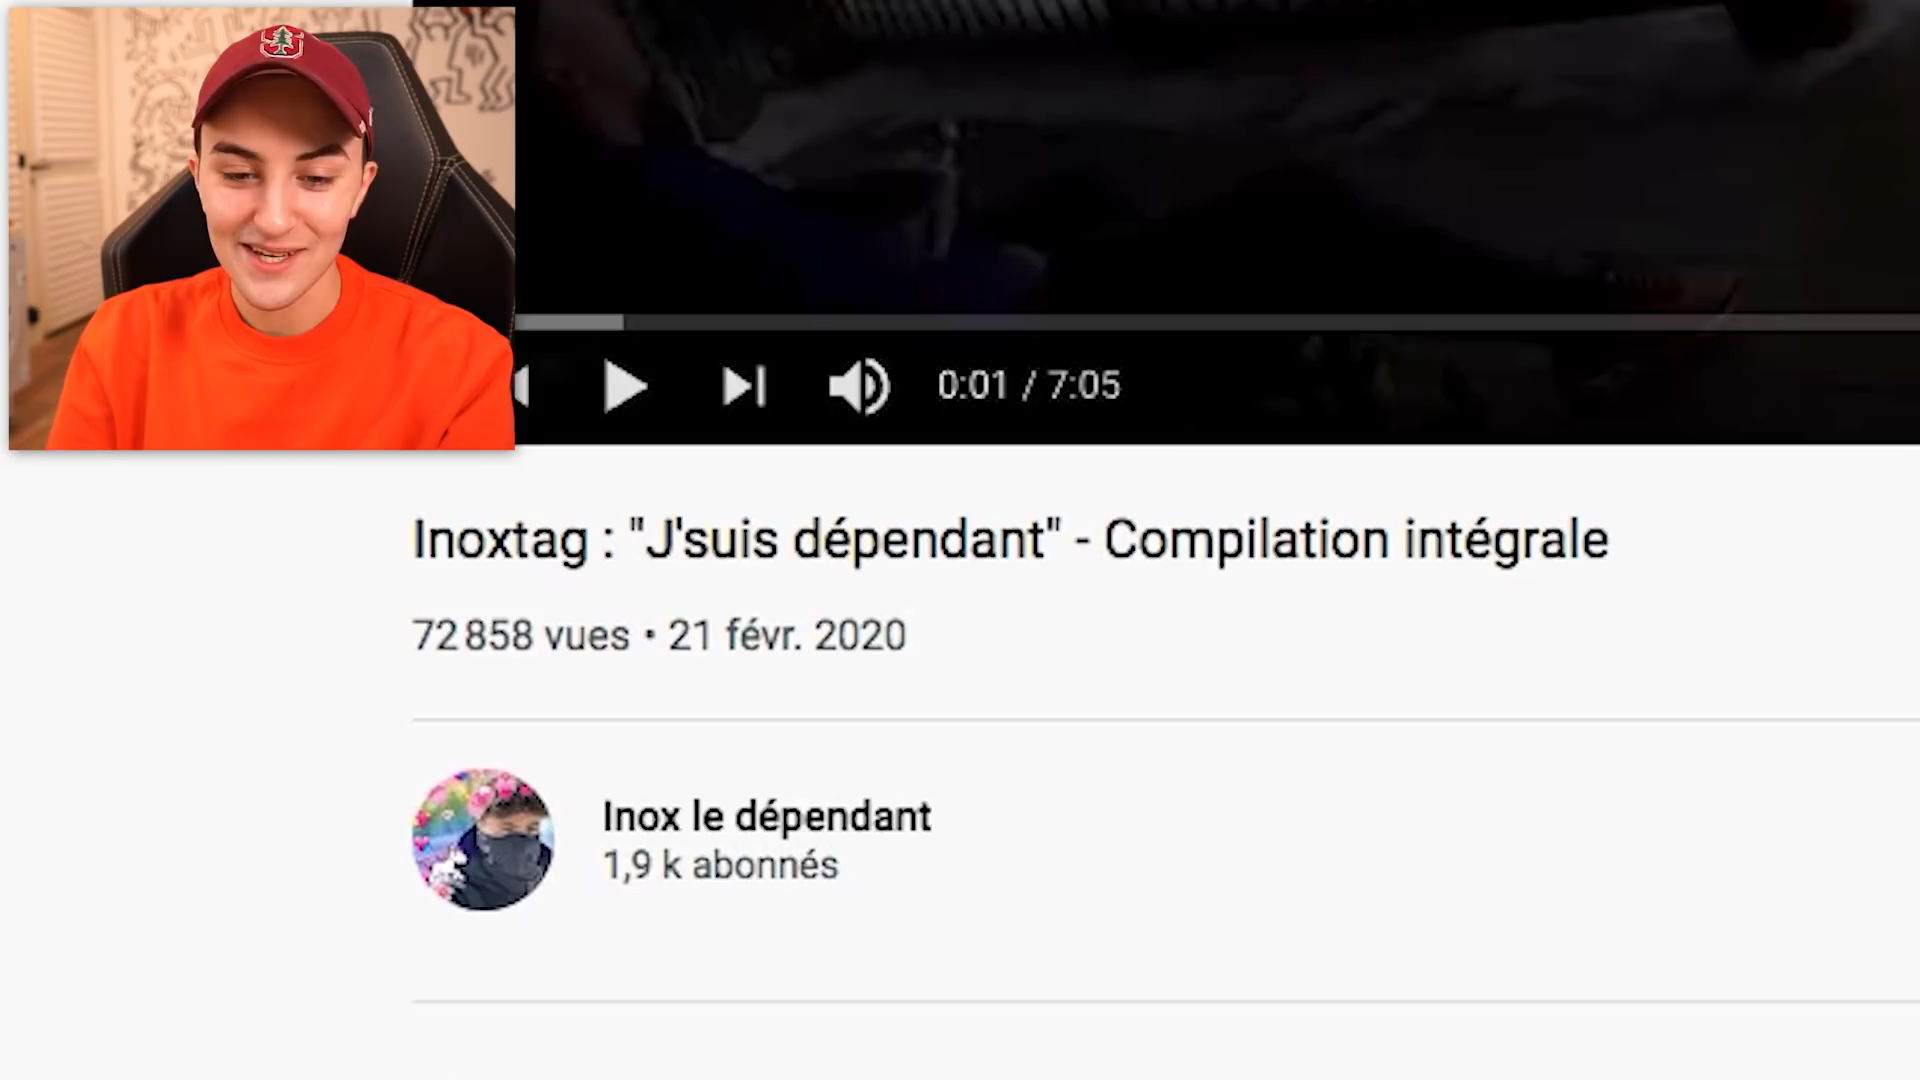 0:01 / 7:05
Inoxtag : "J'suis dépendant" - Compilation intégrale
72 858 vues • 21 févr. 2020
Inox le dépendant
1,9 k abonnés